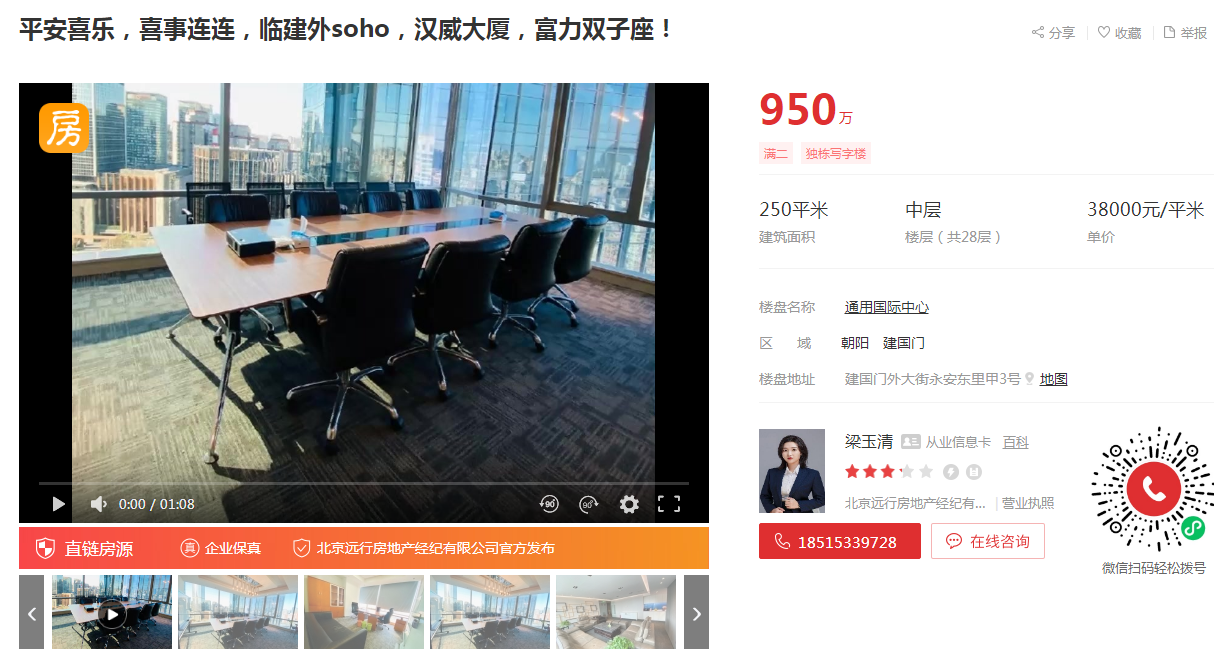 平安喜乐，喜事连连，临建外soho，汉威大厦，富力双子座！
分享
收藏
举报
房
950万
满二
独栋写字楼
250平米
建筑面积
中层
楼层（共28层）
38000元/平米
单价
楼盘名称
通用国际中心
区 域
朝阳 建国门
楼盘地址
建国门外大街永安东里甲3号
地图
0:00 / 01:08
90
90
直链房源
真 企业保真
北京远行房地产经纪有限公司官方发布
梁玉清
从业信息卡
百科
北京远行房地产经纪有...
营业执照
18515339728
在线咨询
微信扫码轻松拨号